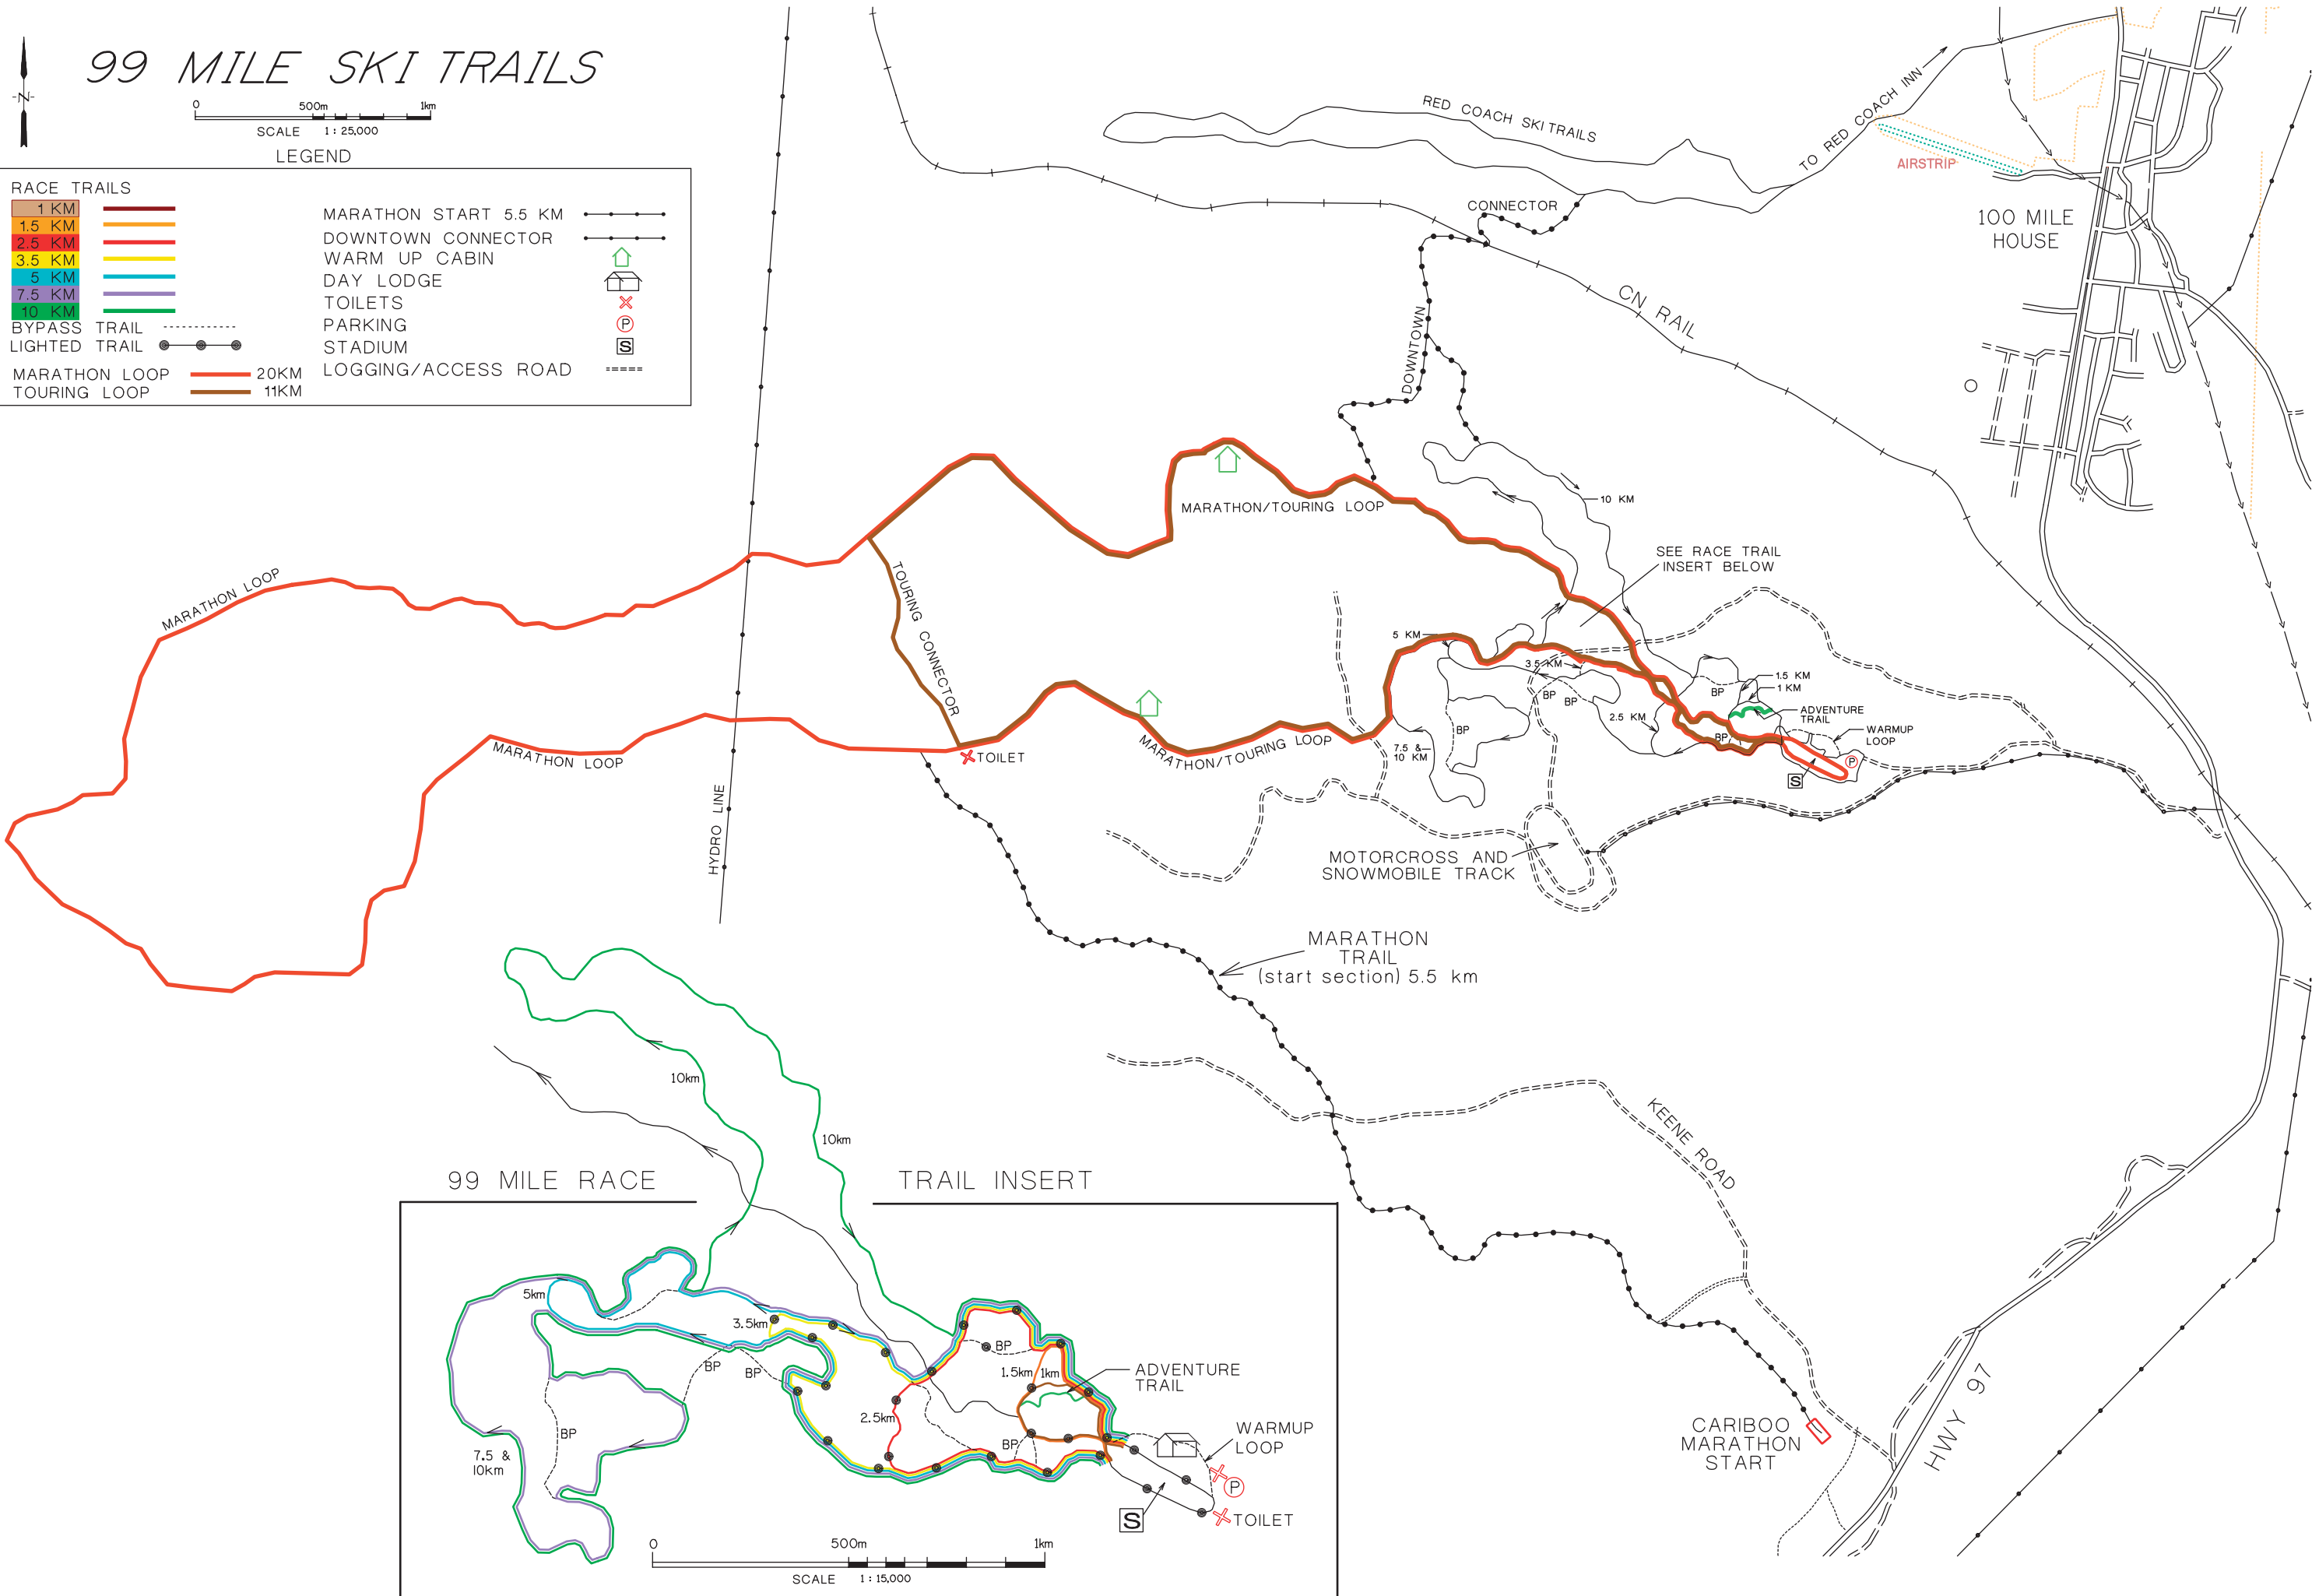 99 MILE SKI TRAILS
-N-
0 500m 1km
SCALE 1 : 25,000
LEGEND
RACE TRAILS
1 KM
1.5 KM
2.5 KM
3.5 KM
5 KM
7.5 KM
10 KM
BYPASS TRAIL
LIGHTED TRAIL
MARATHON LOOP 20KM
TOURING LOOP 11KM
MARATHON START 5.5 KM
DOWNTOWN CONNECTOR
WARM UP CABIN
DAY LODGE
TOILETS
PARKING
P
STADIUM
S
LOGGING/ACCESS ROAD
RED COACH SKI TRAILS
TO RED COACH INN
AIRSTRIP
100 MILE
HOUSE
CONNECTOR
DOWNTOWN
CN RAIL
10 KM
MARATHON/TOURING LOOP
SEE RACE TRAIL
INSERT BELOW
MARATHON LOOP
TOURING CONNECTOR
5 KM
3.5 KM
BP
BP
BP
BP
BP
BP
2.5 KM
1.5 KM
1 KM
ADVENTURE
TRAIL
WARMUP
LOOP
P
S
7.5 &
10 KM
MARATHON LOOP
TOILET
MARATHON/TOURING LOOP
HYDRO LINE
MOTORCROSS AND
SNOWMOBILE TRACK
MARATHON
TRAIL
(start section) 5.5 km
KEENE ROAD
HWY 97
CARIBOO
MARATHON
START
99 MILE RACE TRAIL INSERT
10km
10km
5km
3.5km
BP
BP
BP
BP
BP
2.5km
1.5km
1km
ADVENTURE
TRAIL
WARMUP
LOOP
7.5 &
10km
P
S
TOILET
0 500m 1km
SCALE 1 : 15,000